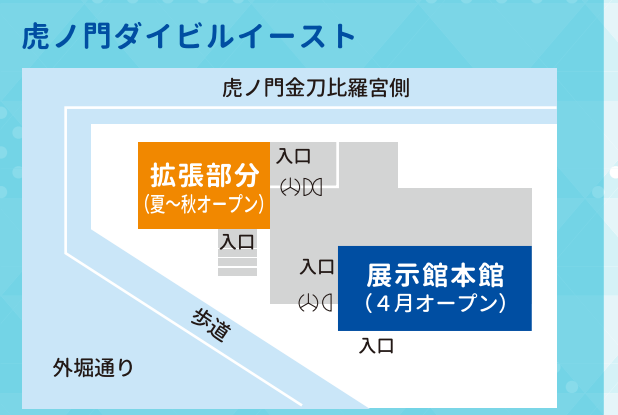 虎ノ門ダイビルイースト
虎ノ門金刀比羅宮側
入口
拡張部分
（夏〜秋オープン）
入口
入口
展示館本館
（４月オープン）
歩道
入口
外堀通り